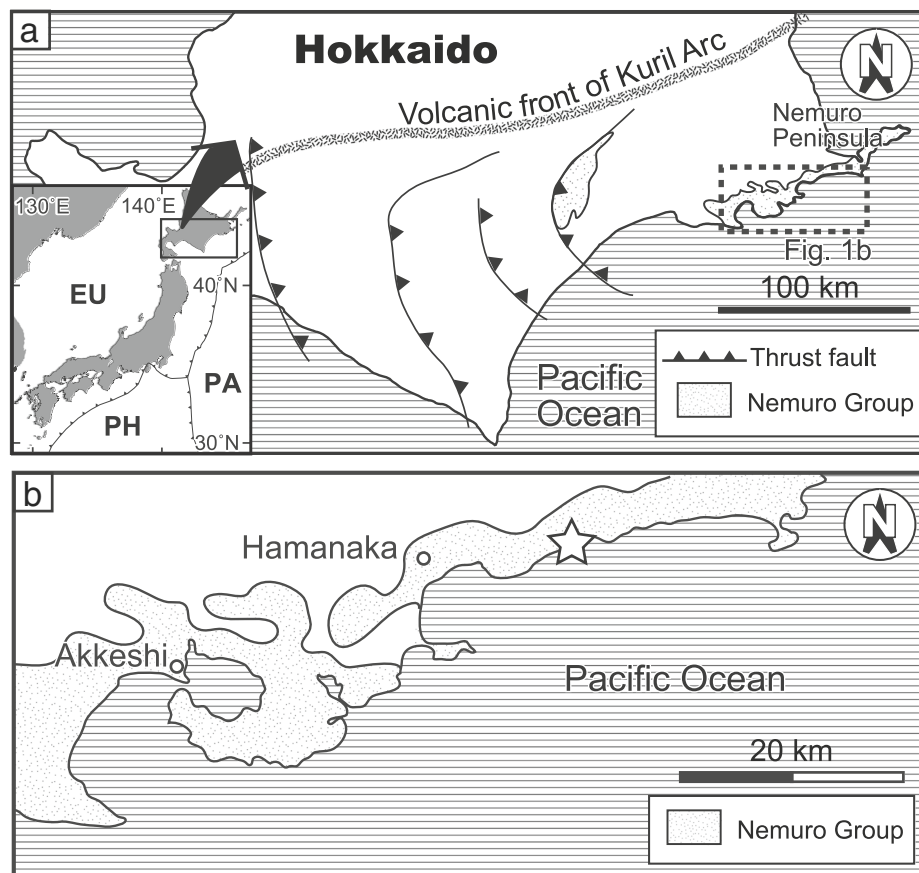 a
Hokkaido
N
Volcanic front of Kuril Arc
Nemuro
Peninsula
130°E
140°E
Fig. 1b
EU
40°N
100 km
Thrust fault
Pacific
Ocean
PA
Nemuro Group
PH
30°N
b
N
Hamanaka
Akkeshi
Pacific Ocean
20 km
Nemuro Group